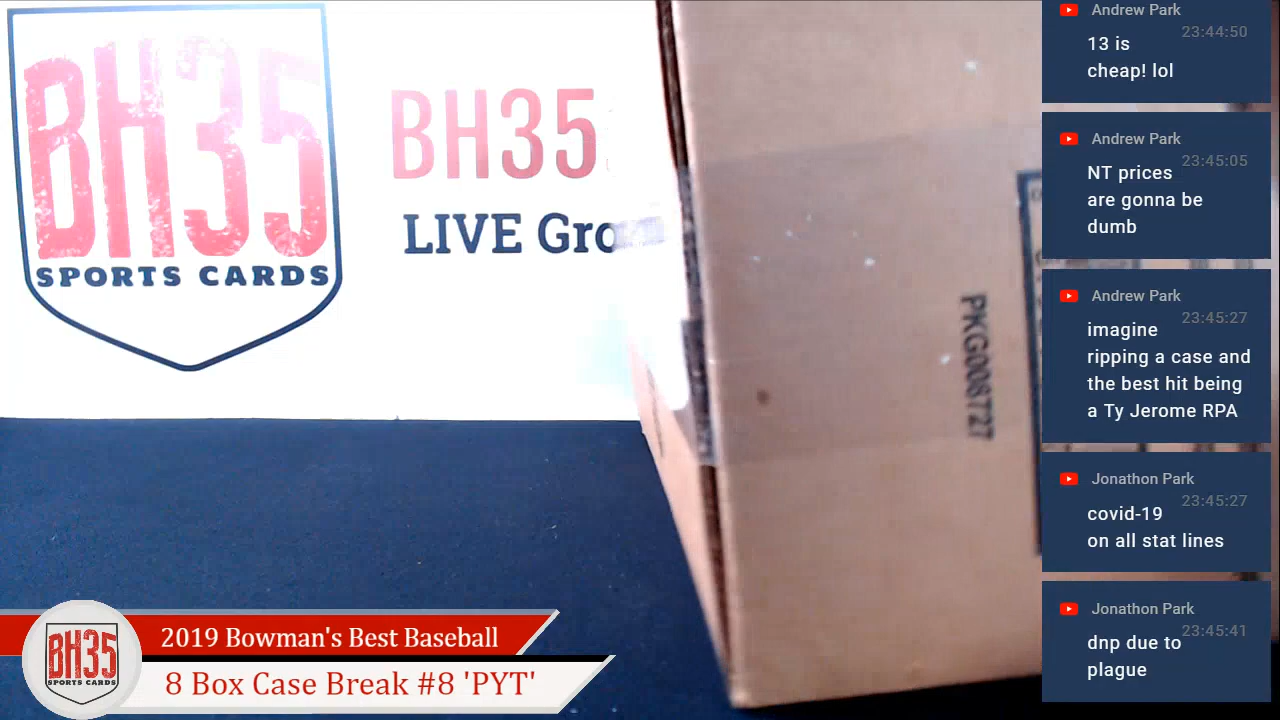 BH35
SPORTS CARDS
BH35
LIVE Gro
PKG008727
Andrew Park
23:44:50
13 is
cheap! lol
Andrew Park
23:45:05
NT prices
are gonna be
dumb
Andrew Park
23:45:27
imagine
ripping a case and
the best hit being
a Ty Jerome RPA
Jonathon Park
23:45:27
covid-19
on all stat lines
Jonathon Park
23:45:41
dnp due to
plague
BH35
SPORTS CARDS
2019 Bowman's Best Baseball
8 Box Case Break #8 'PYT'